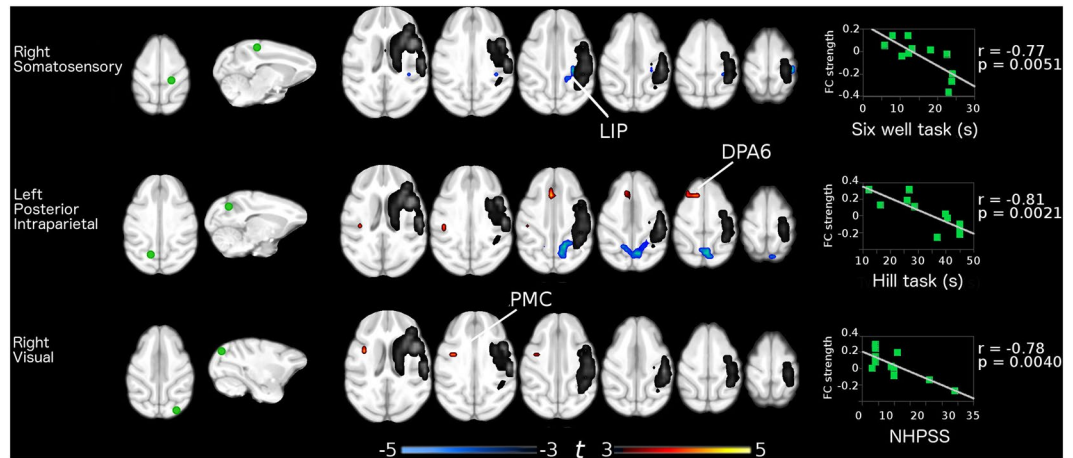 Right
Somatosensory
LIP
FC strength
0.2
0
-0.2
-0.4
0 10 20 30
Six well task (s)
r = -0.77
p = 0.0051
Left
Posterior
Intraparietal
DPA6
FC strength
0.4
0.2
0
-0.2
10 20 30 40 50
Hill task (s)
r = -0.81
p = 0.0021
Right
Visual
PMC
FC strength
0.4
0.2
0
-0.2
0 10 20 30 35
NHPSS
r = -0.78
p = 0.0040
-5 -3 t 3 5